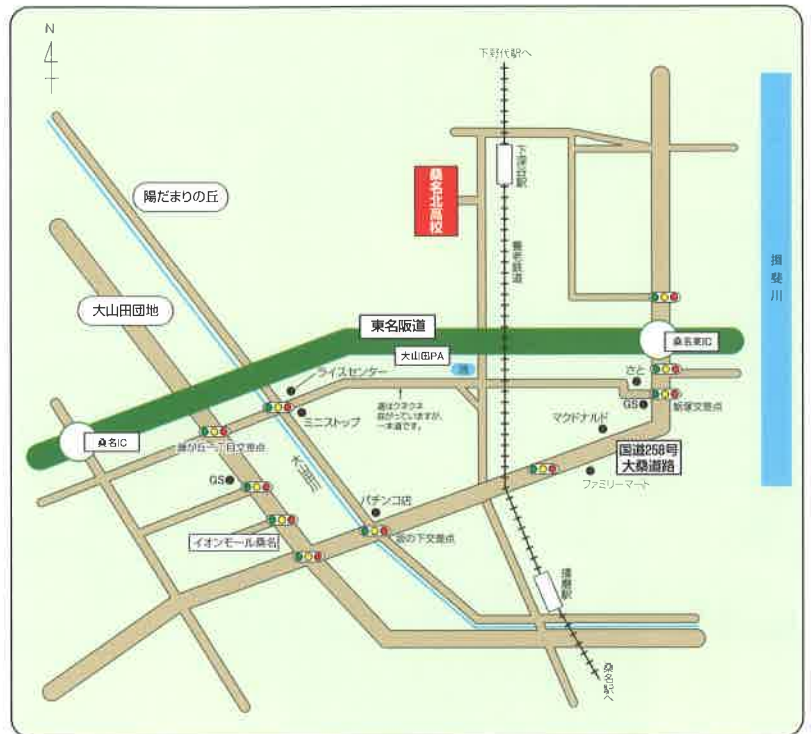 N
下野代駅へ
陽だまりの丘
桑名北高校
下深谷駅
養老鉄道
揖斐川
大山田団地
東名阪道
大山田PA
池
桑名東IC
ライスセンター
さと
ミニストップ
道はクネクネ
曲がっていますが、
一本道です。
GS
マクドナルド
桑名IC
国道258号
大桑道路
GS
ファミリーマート
パチンコ店
イオンモール桑名
坂の下交差点
播磨駅
桑名駅へ